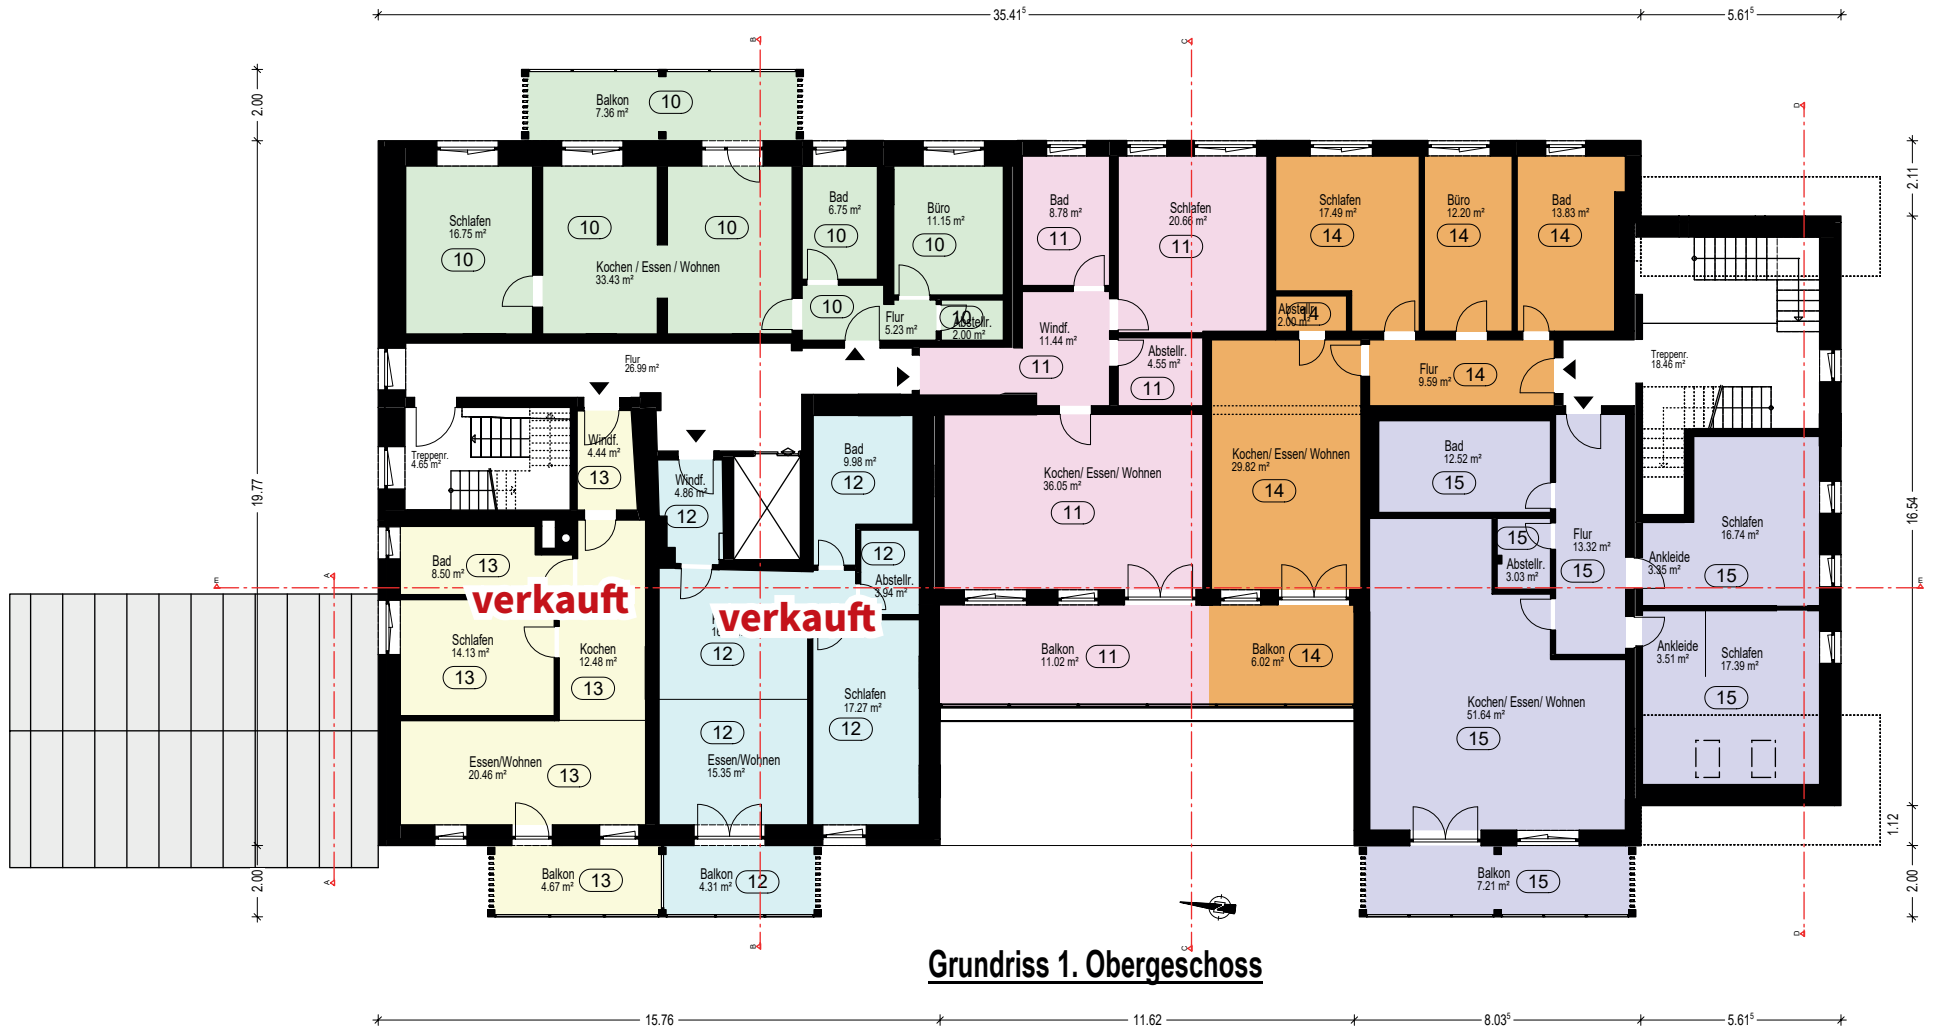 35.41⁵
5.61⁵
B
C
D
2.00
19.77
2.00
2.11
16.54
1.12
2.00
Balkon
7.36 m²
10
Schlafen
16.75 m²
10
10
10
Kochen / Essen / Wohnen
33.43 m²
Bad
6.75 m²
10
Büro
11.15 m²
10
10
Flur
5.23 m²
10
Abstellr.
2.00 m²
Bad
8.78 m²
11
Schlafen
20.66 m²
11
Windf.
11.44 m²
11
Abstellr.
4.55 m²
11
Schlafen
17.49 m²
14
Büro
12.20 m²
14
Bad
13.83 m²
14
Abstellr.
2.00 m²
14
Flur
9.59 m²
14
Treppenr.
18.46 m²
Flur
26.99 m²
Treppenr.
4.65 m²
Windf.
4.44 m²
13
Windf.
4.86 m²
12
Bad
9.98 m²
12
Kochen/ Essen/ Wohnen
36.05 m²
11
Kochen/ Essen/ Wohnen
29.82 m²
14
Bad
12.52 m²
15
15
Abstellr.
3.03 m²
Flur
13.32 m²
15
Schlafen
16.74 m²
15
Ankleide
3.35 m²
Bad
8.50 m²
13
verkauft
12
Abstellr.
3.94 m²
verkauft
12
Schlafen
14.13 m²
13
Kochen
12.48 m²
13
Balkon
11.02 m²
11
Balkon
6.02 m²
14
Ankleide
3.51 m²
Schlafen
17.39 m²
15
Schlafen
17.27 m²
12
Kochen/ Essen/ Wohnen
51.64 m²
15
12
Essen/Wohnen
15.35 m²
Essen/Wohnen
20.46 m²
13
Balkon
4.67 m²
13
Balkon
4.31 m²
12
Balkon
7.21 m²
15
A
A
E
E
B
C
D
N
Grundriss 1. Obergeschoss
15.76
11.62
8.03⁵
5.61⁵